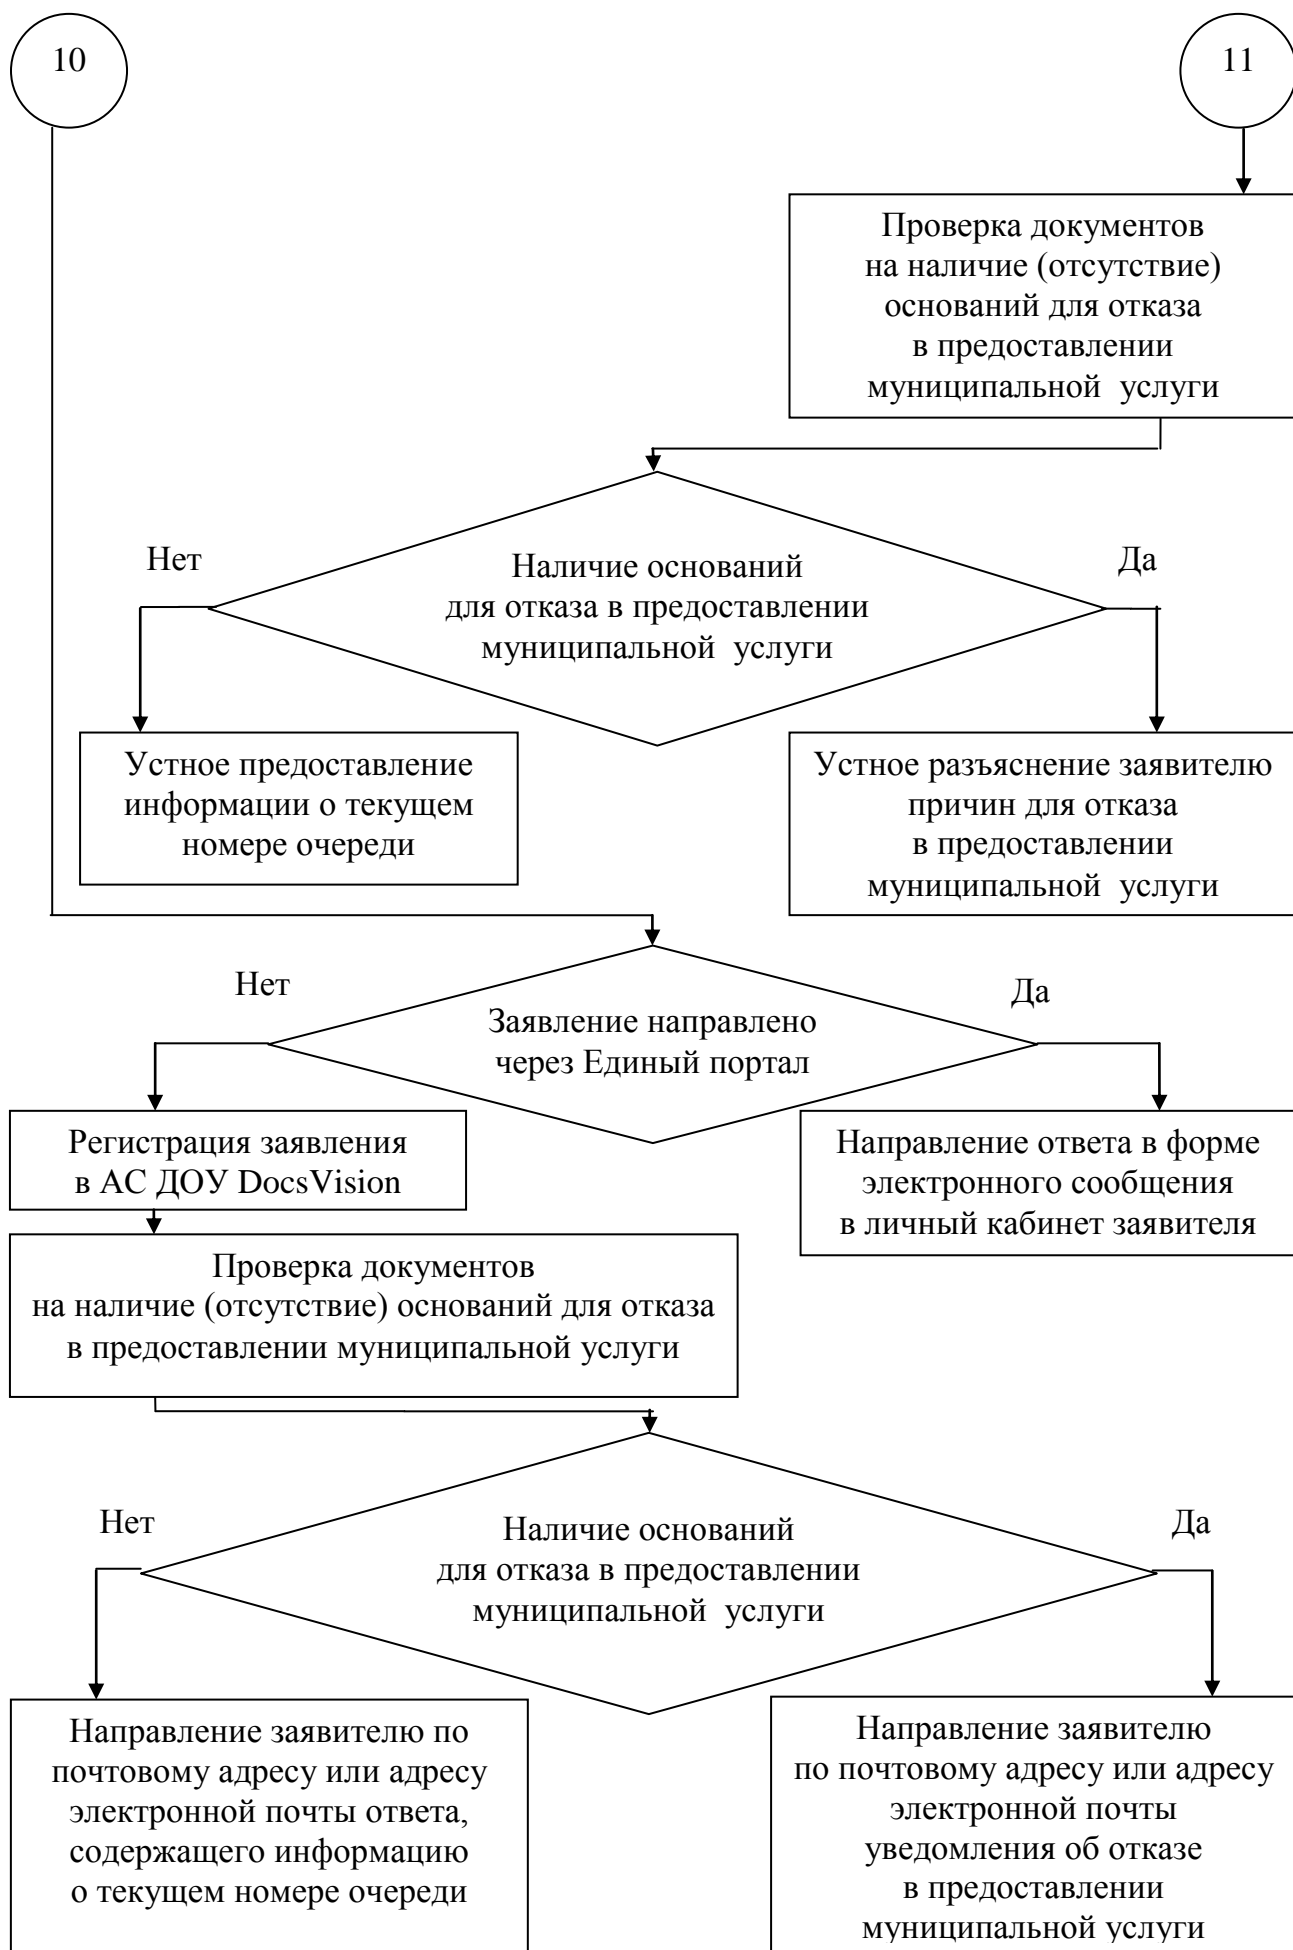 10
11
Проверка документов
на наличие (отсутствие)
оснований для отказа
в предоставлении
муниципальной услуги
Нет
Да
Наличие оснований
для отказа в предоставлении
муниципальной услуги
Устное предоставление
информации о текущем
номере очереди
Устное разъяснение заявителю
причин для отказа
в предоставлении
муниципальной услуги
Нет
Да
Заявление направлено
через Единый портал
Регистрация заявления
в АС ДОУ DocsVision
Направление ответа в форме
электронного сообщения
в личный кабинет заявителя
Проверка документов
на наличие (отсутствие) оснований для отказа
в предоставлении муниципальной услуги
Нет
Да
Наличие оснований
для отказа в предоставлении
муниципальной услуги
Направление заявителю по
почтовому адресу или адресу
электронной почты ответа,
содержащего информацию
о текущем номере очереди
Направление заявителю
по почтовому адресу или адресу
электронной почты
уведомления об отказе
в предоставлении
муниципальной услуги